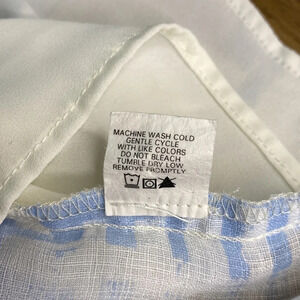 MACHINE WASH COLD
GENTLE CYCLE
WITH LIKE COLORS
DO NOT BLEACH
TUMBLE DRY LOW
REMOVE PROMPTLY